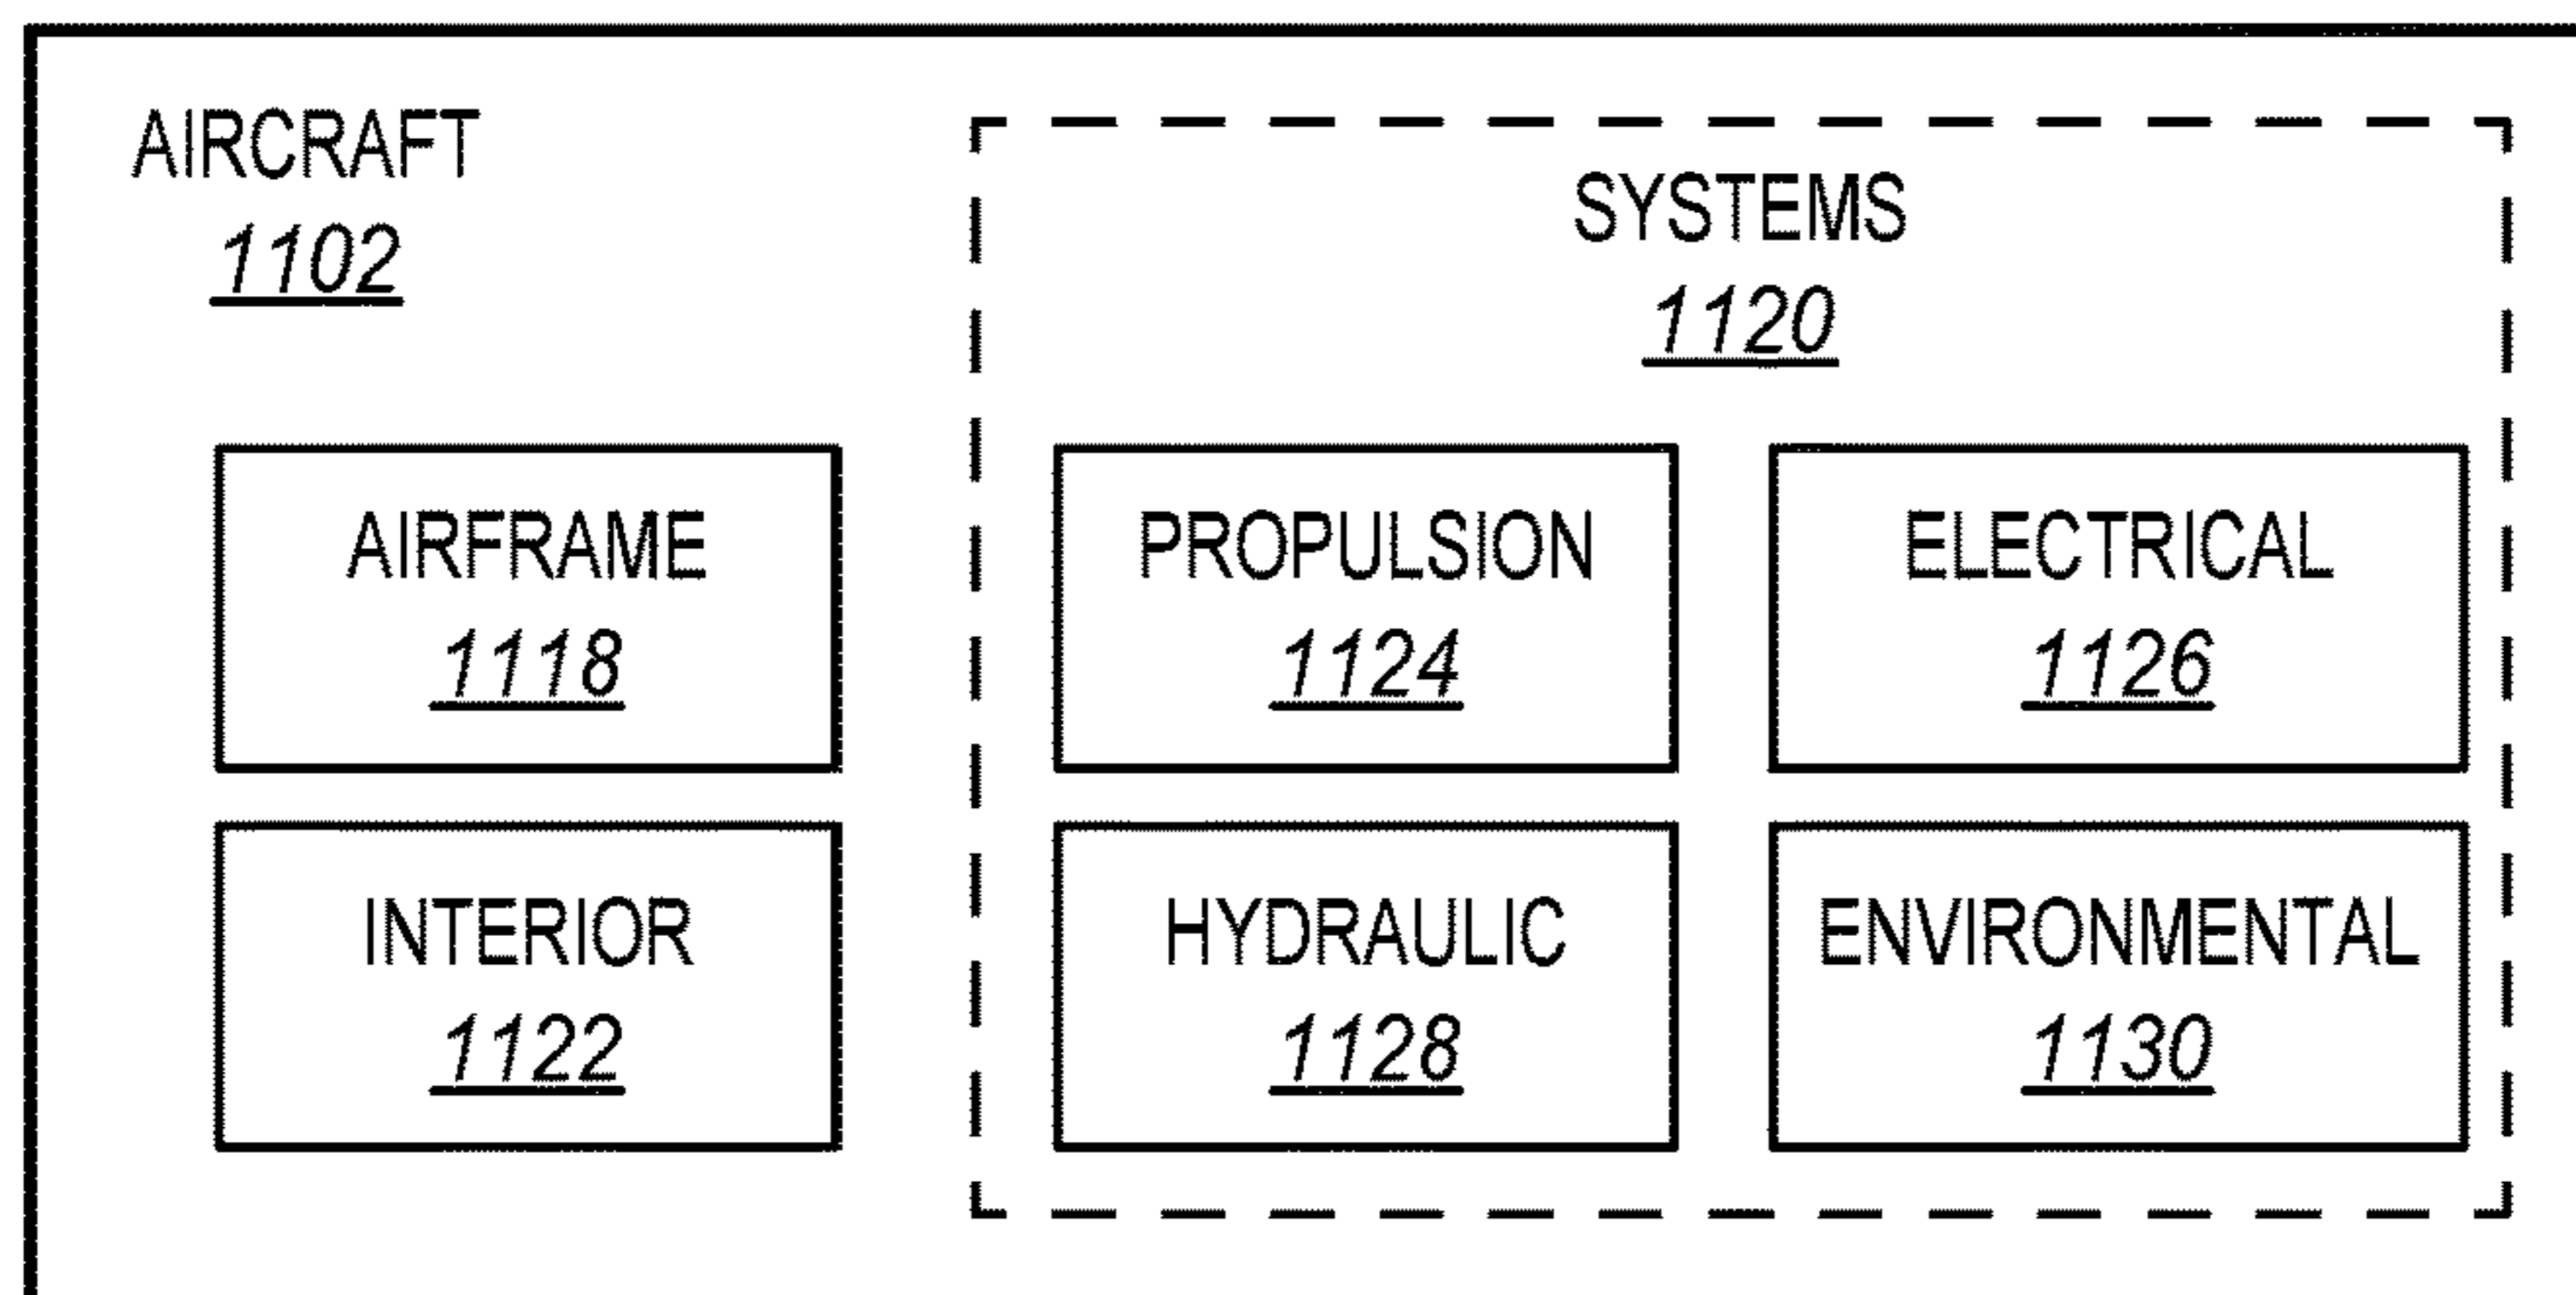 AIRCRAFT
1102
SYSTEMS
1120
AIRFRAME
1118
PROPULSION
1124
ELECTRICAL
1126
INTERIOR
1122
HYDRAULIC
1128
ENVIRONMENTAL
1130